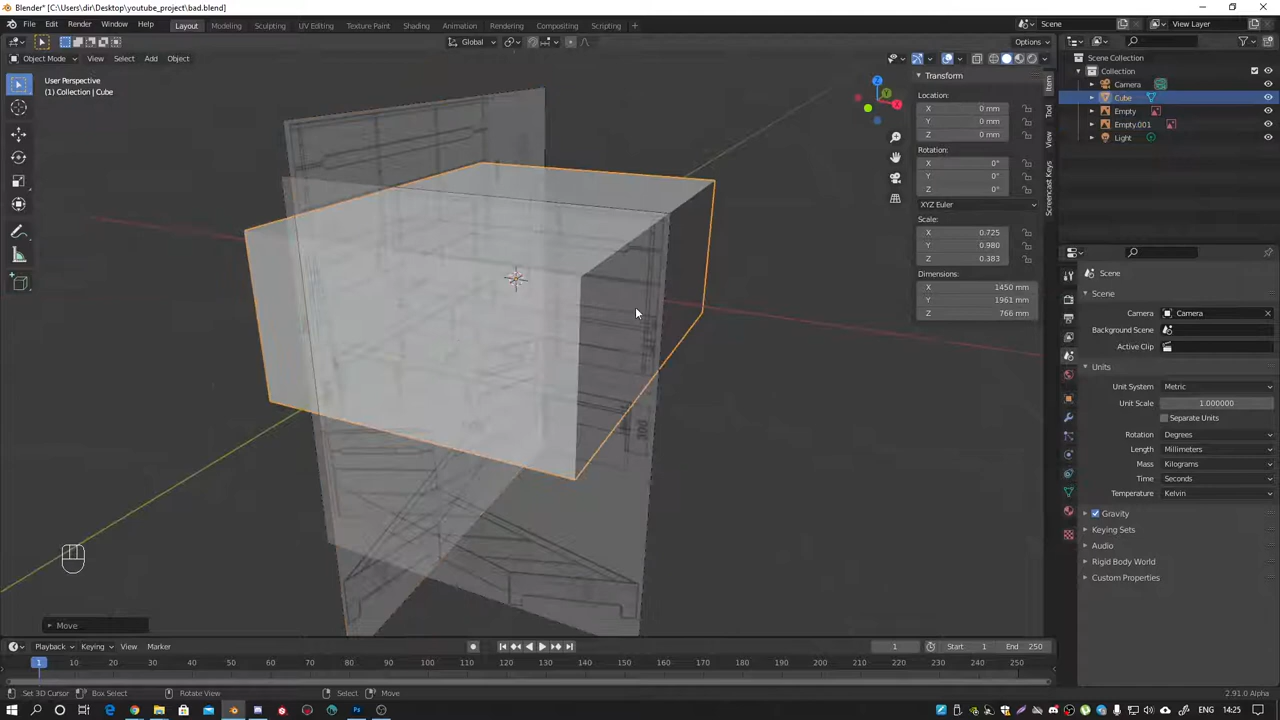 Blender* [C:\Users\dir\Desktop\youtube_project\bad.blend]
File Edit Render Window Help
Layout Modeling Sculpting UV Editing Texture Paint Shading Animation Rendering Compositing Scripting +
Scene View Layer
Global Options
Object Mode View Select Add Object
User Perspective
(1) Collection | Cube
Transform
Location:
X 0 mm
Y 0 mm
Z 0 mm
Rotation:
X 0°
Y 0°
Z 0°
XYZ Euler
Scale:
X 0.725
Y 0.980
Z 0.383
Dimensions:
X 1450 mm
Y 1961 mm
Z 766 mm
Item
Tool
View
Screencast Keys
X
Y
Z
300
Scene Collection
Collection
Camera
Cube
Empty
Empty.001
Light
Scene
Scene
Camera Camera
Background Scene
Active Clip
Units
Unit System Metric
Unit Scale 1.000000
Separate Units
Rotation Degrees
Length Millimeters
Mass Kilograms
Time Seconds
Temperature Kelvin
Gravity
Keying Sets
Audio
Rigid Body World
Custom Properties
Move
Playback Keying View Marker
1 Start 1 End 250
1 10 20 30 40 50 60 70 80 90 100 110 120 130 140 150 160 170 180 190 200 210 220 230 240 250
Set 3D Cursor Box Select Rotate View Select Move 2.91.0 Alpha
ENG 14:25